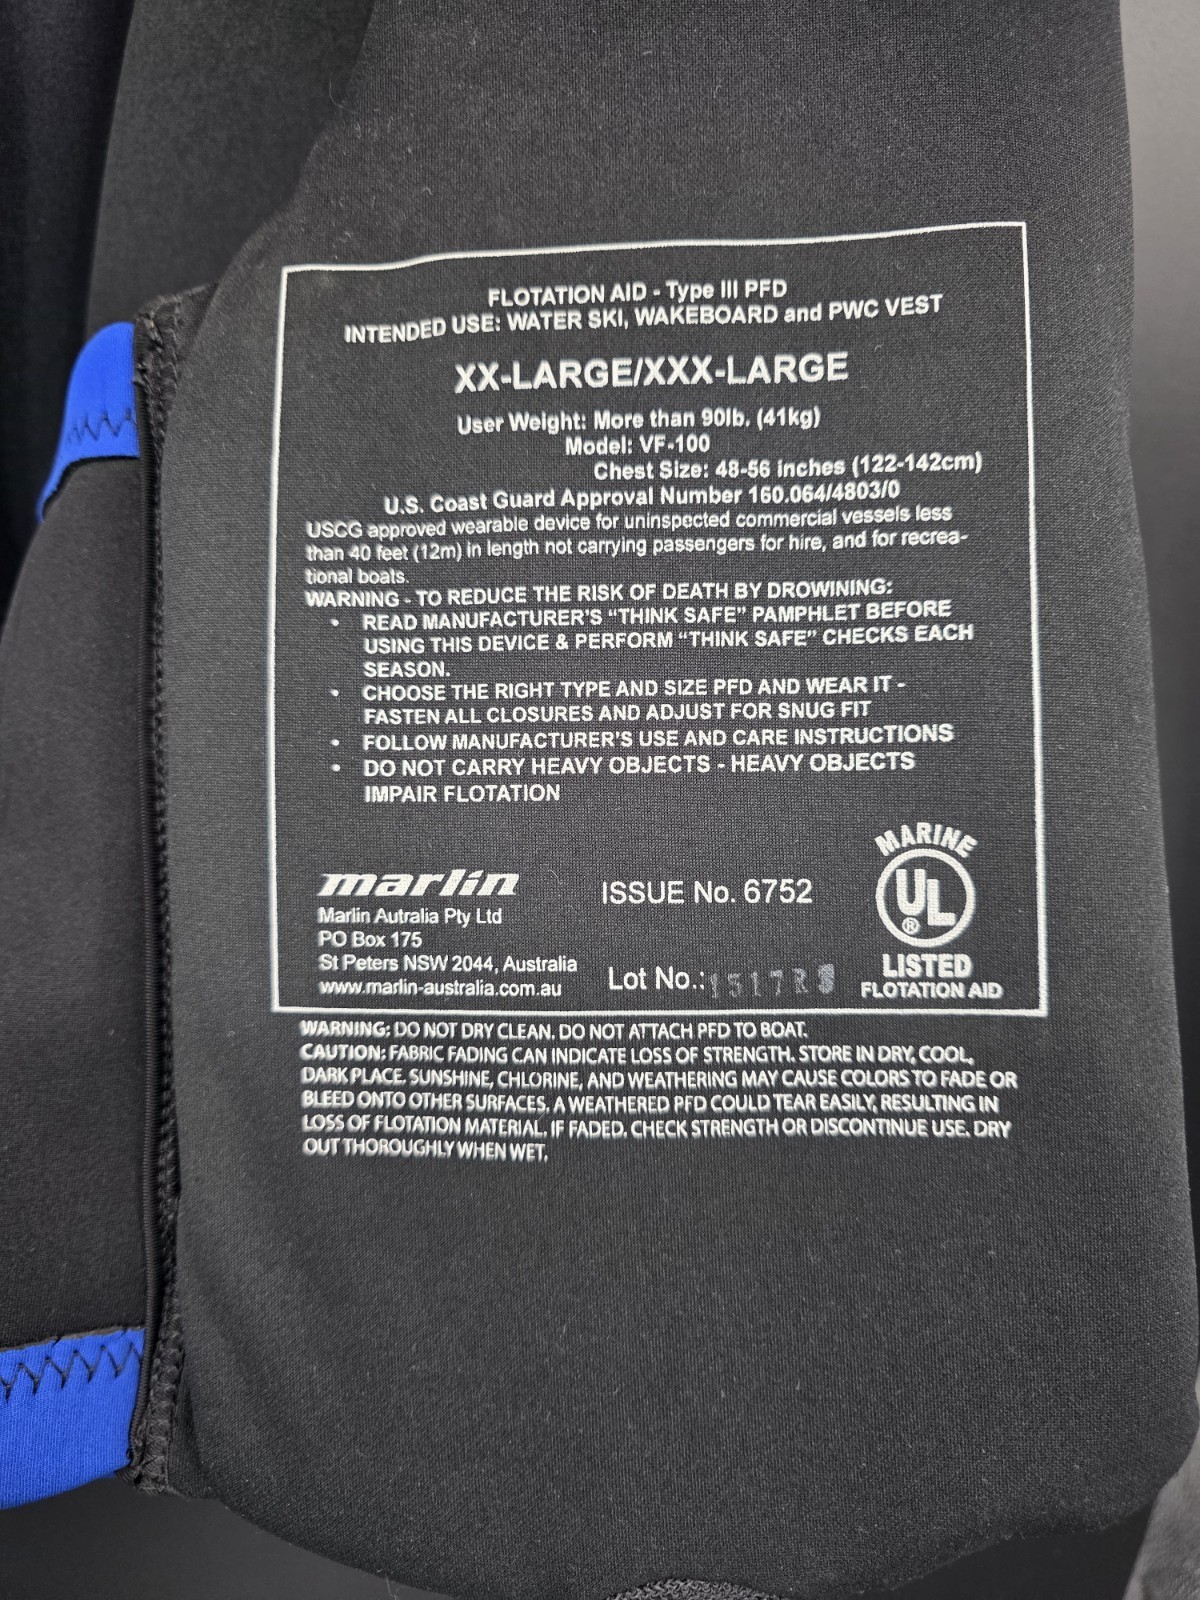 FLOTATION AID - Type III PFD
INTENDED USE: WATER SKI, WAKEBOARD and PWC VEST
XX-LARGE/XXX-LARGE
User Weight: More than 90lb. (41kg)
Model: VF-100
Chest Size: 48-56 inches (122-142cm)
U.S. Coast Guard Approval Number 160.064/4803/0
USCG approved wearable device for uninspected commercial vessels less
than 40 feet (12m) in length not carrying passengers for hire, and for recrea-
tional boats.
WARNING - TO REDUCE THE RISK OF DEATH BY DROWINING:
• READ MANUFACTURER'S "THINK SAFE" PAMPHLET BEFORE
USING THIS DEVICE & PERFORM "THINK SAFE" CHECKS EACH
SEASON.
• CHOOSE THE RIGHT TYPE AND SIZE PFD AND WEAR IT -
FASTEN ALL CLOSURES AND ADJUST FOR SNUG FIT
• FOLLOW MANUFACTURER'S USE AND CARE INSTRUCTIONS
• DO NOT CARRY HEAVY OBJECTS - HEAVY OBJECTS
IMPAIR FLOTATION
marlin
Marlin Autralia Pty Ltd
PO Box 175
St Peters NSW 2044, Australia
www.marlin-australia.com.au
ISSUE No. 6752
Lot No.:
MARINE
UL
®
LISTED
FLOTATION AID
WARNING: DO NOT DRY CLEAN. DO NOT ATTACH PFD TO BOAT.
CAUTION: FABRIC FADING CAN INDICATE LOSS OF STRENGTH. STORE IN DRY, COOL,
DARK PLACE. SUNSHINE, CHLORINE, AND WEATHERING MAY CAUSE COLORS TO FADE OR
BLEED ONTO OTHER SURFACES. A WEATHERED PFD COULD TEAR EASILY, RESULTING IN
LOSS OF FLOTATION MATERIAL. IF FADED. CHECK STRENGTH OR DISCONTINUE USE. DRY
OUT THOROUGHLY WHEN WET.